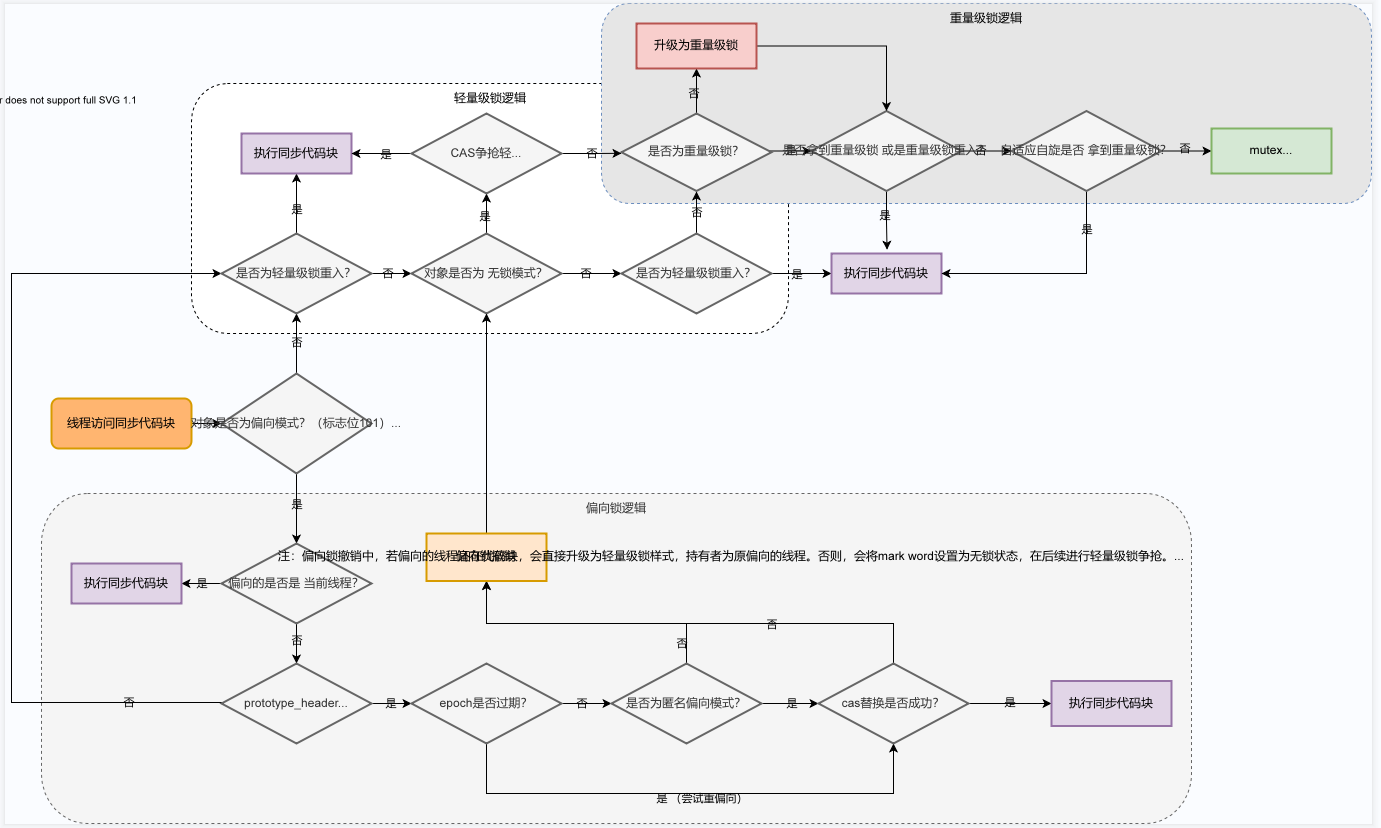 重量级锁逻辑
升级为重量级锁
否
r does not support full SVG 1.1
轻量级锁逻辑
执行同步代码块
是
CAS争抢轻...
否
是否为重量级锁?
是否拿到重量级锁 或是重量级锁重入?
否
自适应自旋是否 拿到重量级锁?
否
mutex...
是
是
否
是
是
是否为轻量级锁重入?
否
对象是否为 无锁模式?
否
是否为轻量级锁重入?
是
执行同步代码块
否
线程访问同步代码块
对象是否为偏向模式? (标志位101) ...
是
偏向锁逻辑
注：偏向锁撤销中，若偏向的线程还在代码块，会直接升级为轻量级锁样式，持有者为原偏向的线程。否则，会将mark word设置为无锁状态，在后续进行轻量级锁争抢。...
执行同步代码块
是
偏向的是否是 当前线程?
否
否
否
否
prototype_header...
是
epoch是否过期?
否
是否为匿名偏向模式?
是
cas替换是否成功?
是
执行同步代码块
是 （尝试重偏向）